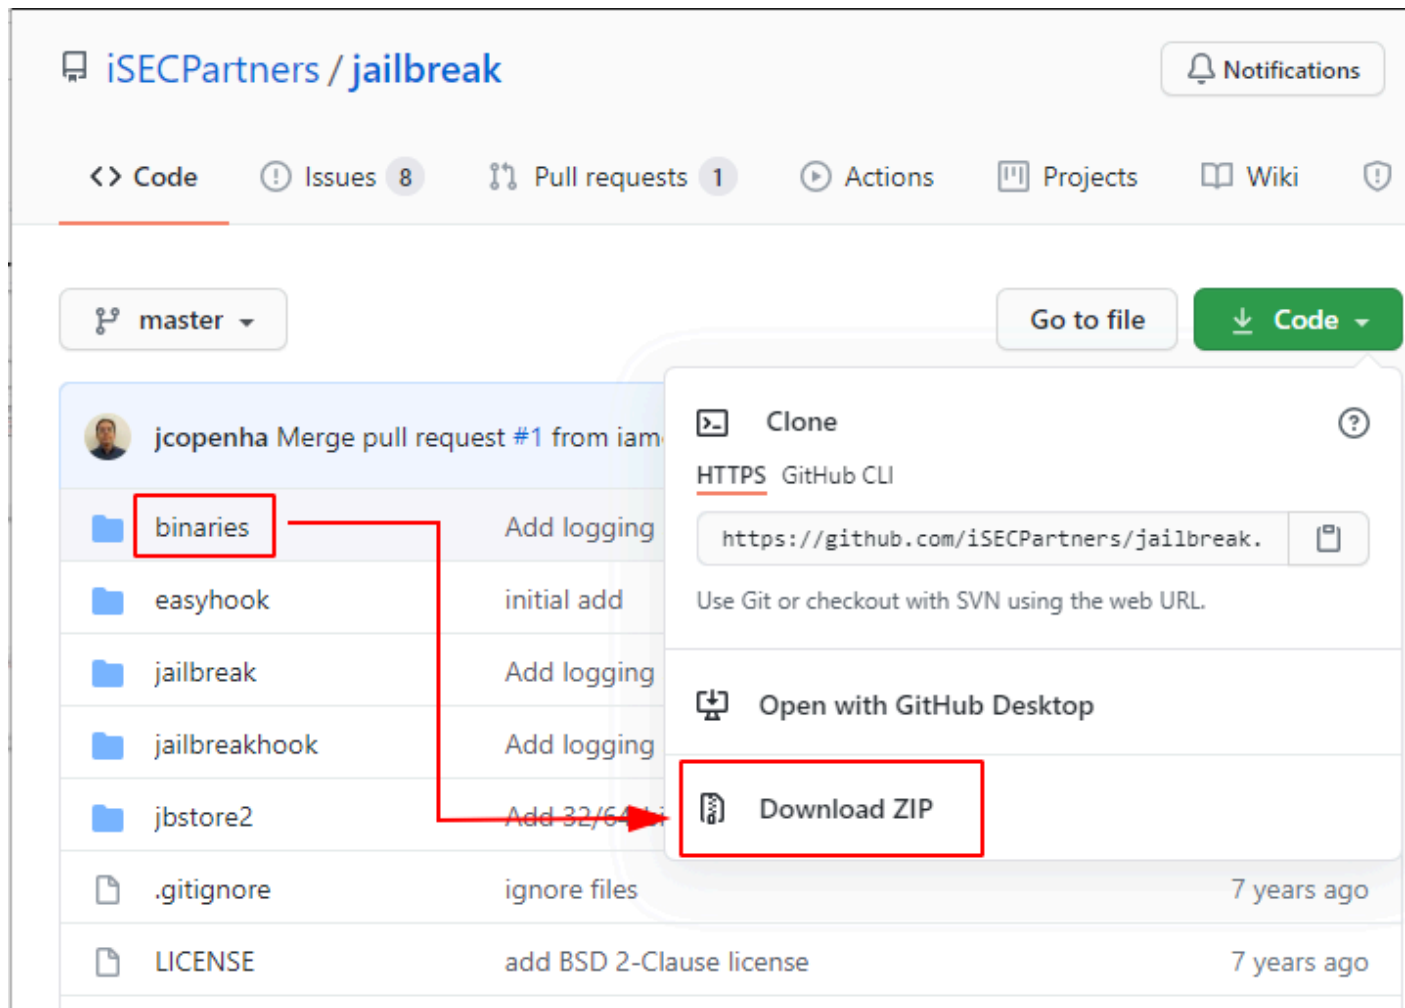 iSECPartners / jailbreak
Notifications
Code
Issues 8
Pull requests 1
Actions
Projects
Wiki
master
Go to file
Code
jcopenha Merge pull request #1 from
Clone
HTTPS GitHub CLI
https://github.com/iSECPartners/jailbreak.
Use Git or checkout with SVN using the web URL.
Open with GitHub Desktop
Download ZIP
binaries Add logging
easyhook initial add
jailbreak Add logging
jailbreakhook Add logging
jbstore2 Add 32/64
.gitignore ignore files 7 years ago
LICENSE add BSD 2-Clause license 7 years ago